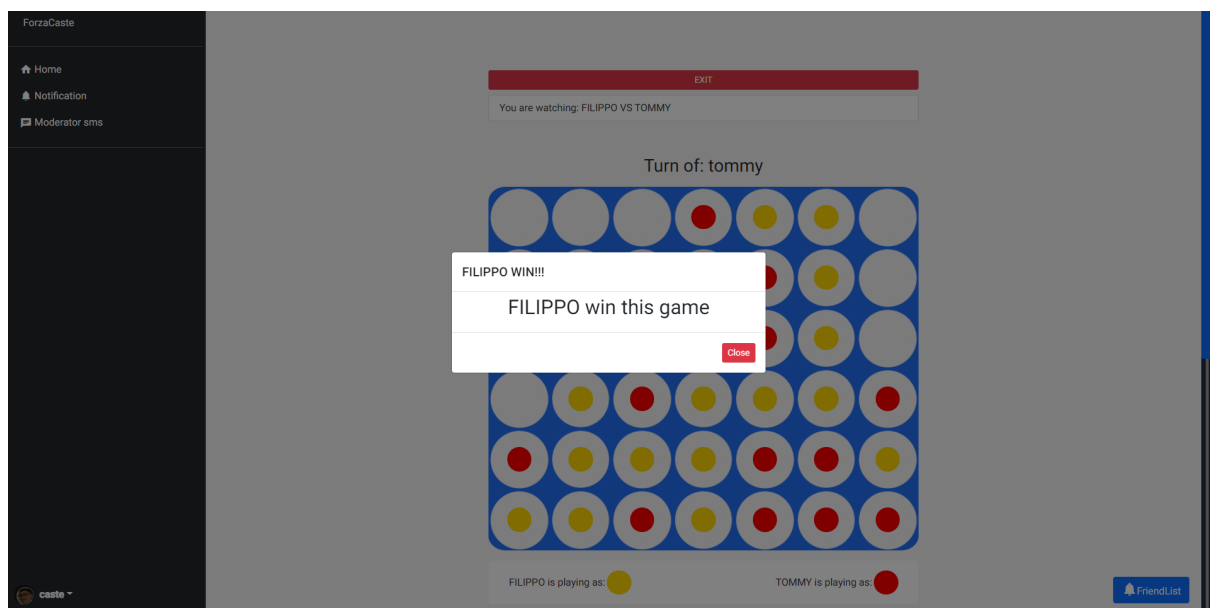 ForzaCaste
Home
Notification
Moderator sms
EXIT
You are watching: FILIPPO VS TOMMY
Turn of: tommy
FILIPPO WIN!!!
FILIPPO win this game
Close
FILIPPO is playing as:
TOMMY is playing as:
caste
FriendList